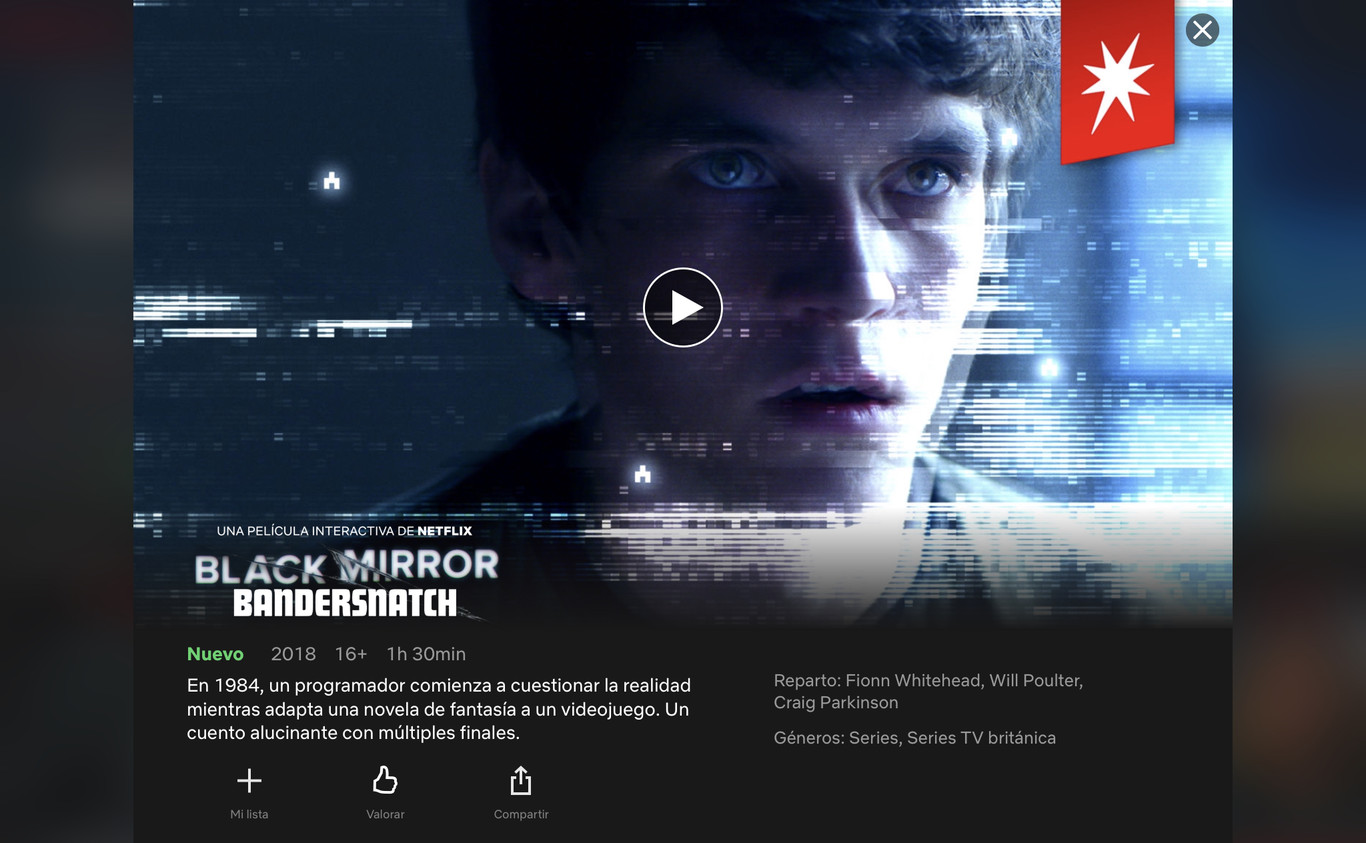 UNA PELÍCULA INTERACTIVA DE NETFLIX
BLACK MIRROR
BANDERSNATCH
Nuevo 2018 16+ 1h 30min
En 1984, un programador comienza a cuestionar la realidad
mientras adapta una novela de fantasía a un videojuego. Un
cuento alucinante con múltiples finales.
Reparto: Fionn Whitehead, Will Poulter,
Craig Parkinson
Géneros: Series, Series TV británica
Mi lista Valorar Compartir